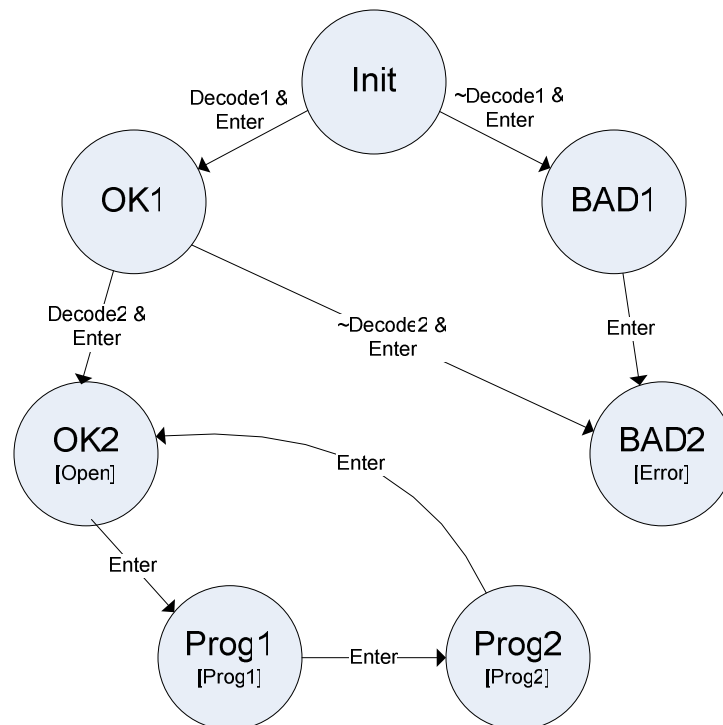 Init
Decode1 &
Enter
~Decode1 &
Enter
OK1
BAD1
Decode2 &
Enter
~Decode2 &
Enter
Enter
OK2
[Open]
BAD2
[Error]
Enter
Enter
Prog1
[Prog1]
Enter
Prog2
[Prog2]